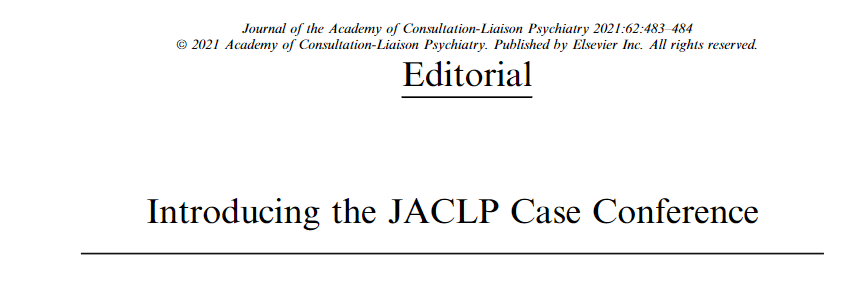 Journal of the Academy of Consultation-Liaison Psychiatry 2021:62:483–484
© 2021 Academy of Consultation-Liaison Psychiatry. Published by Elsevier Inc. All rights reserved.
Editorial
Introducing the JACLP Case Conference